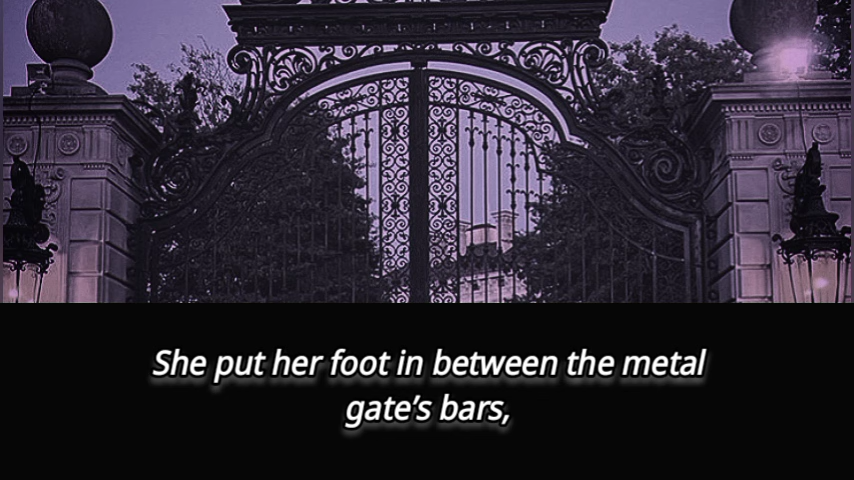 She put her foot in between the metal
gate's bars,